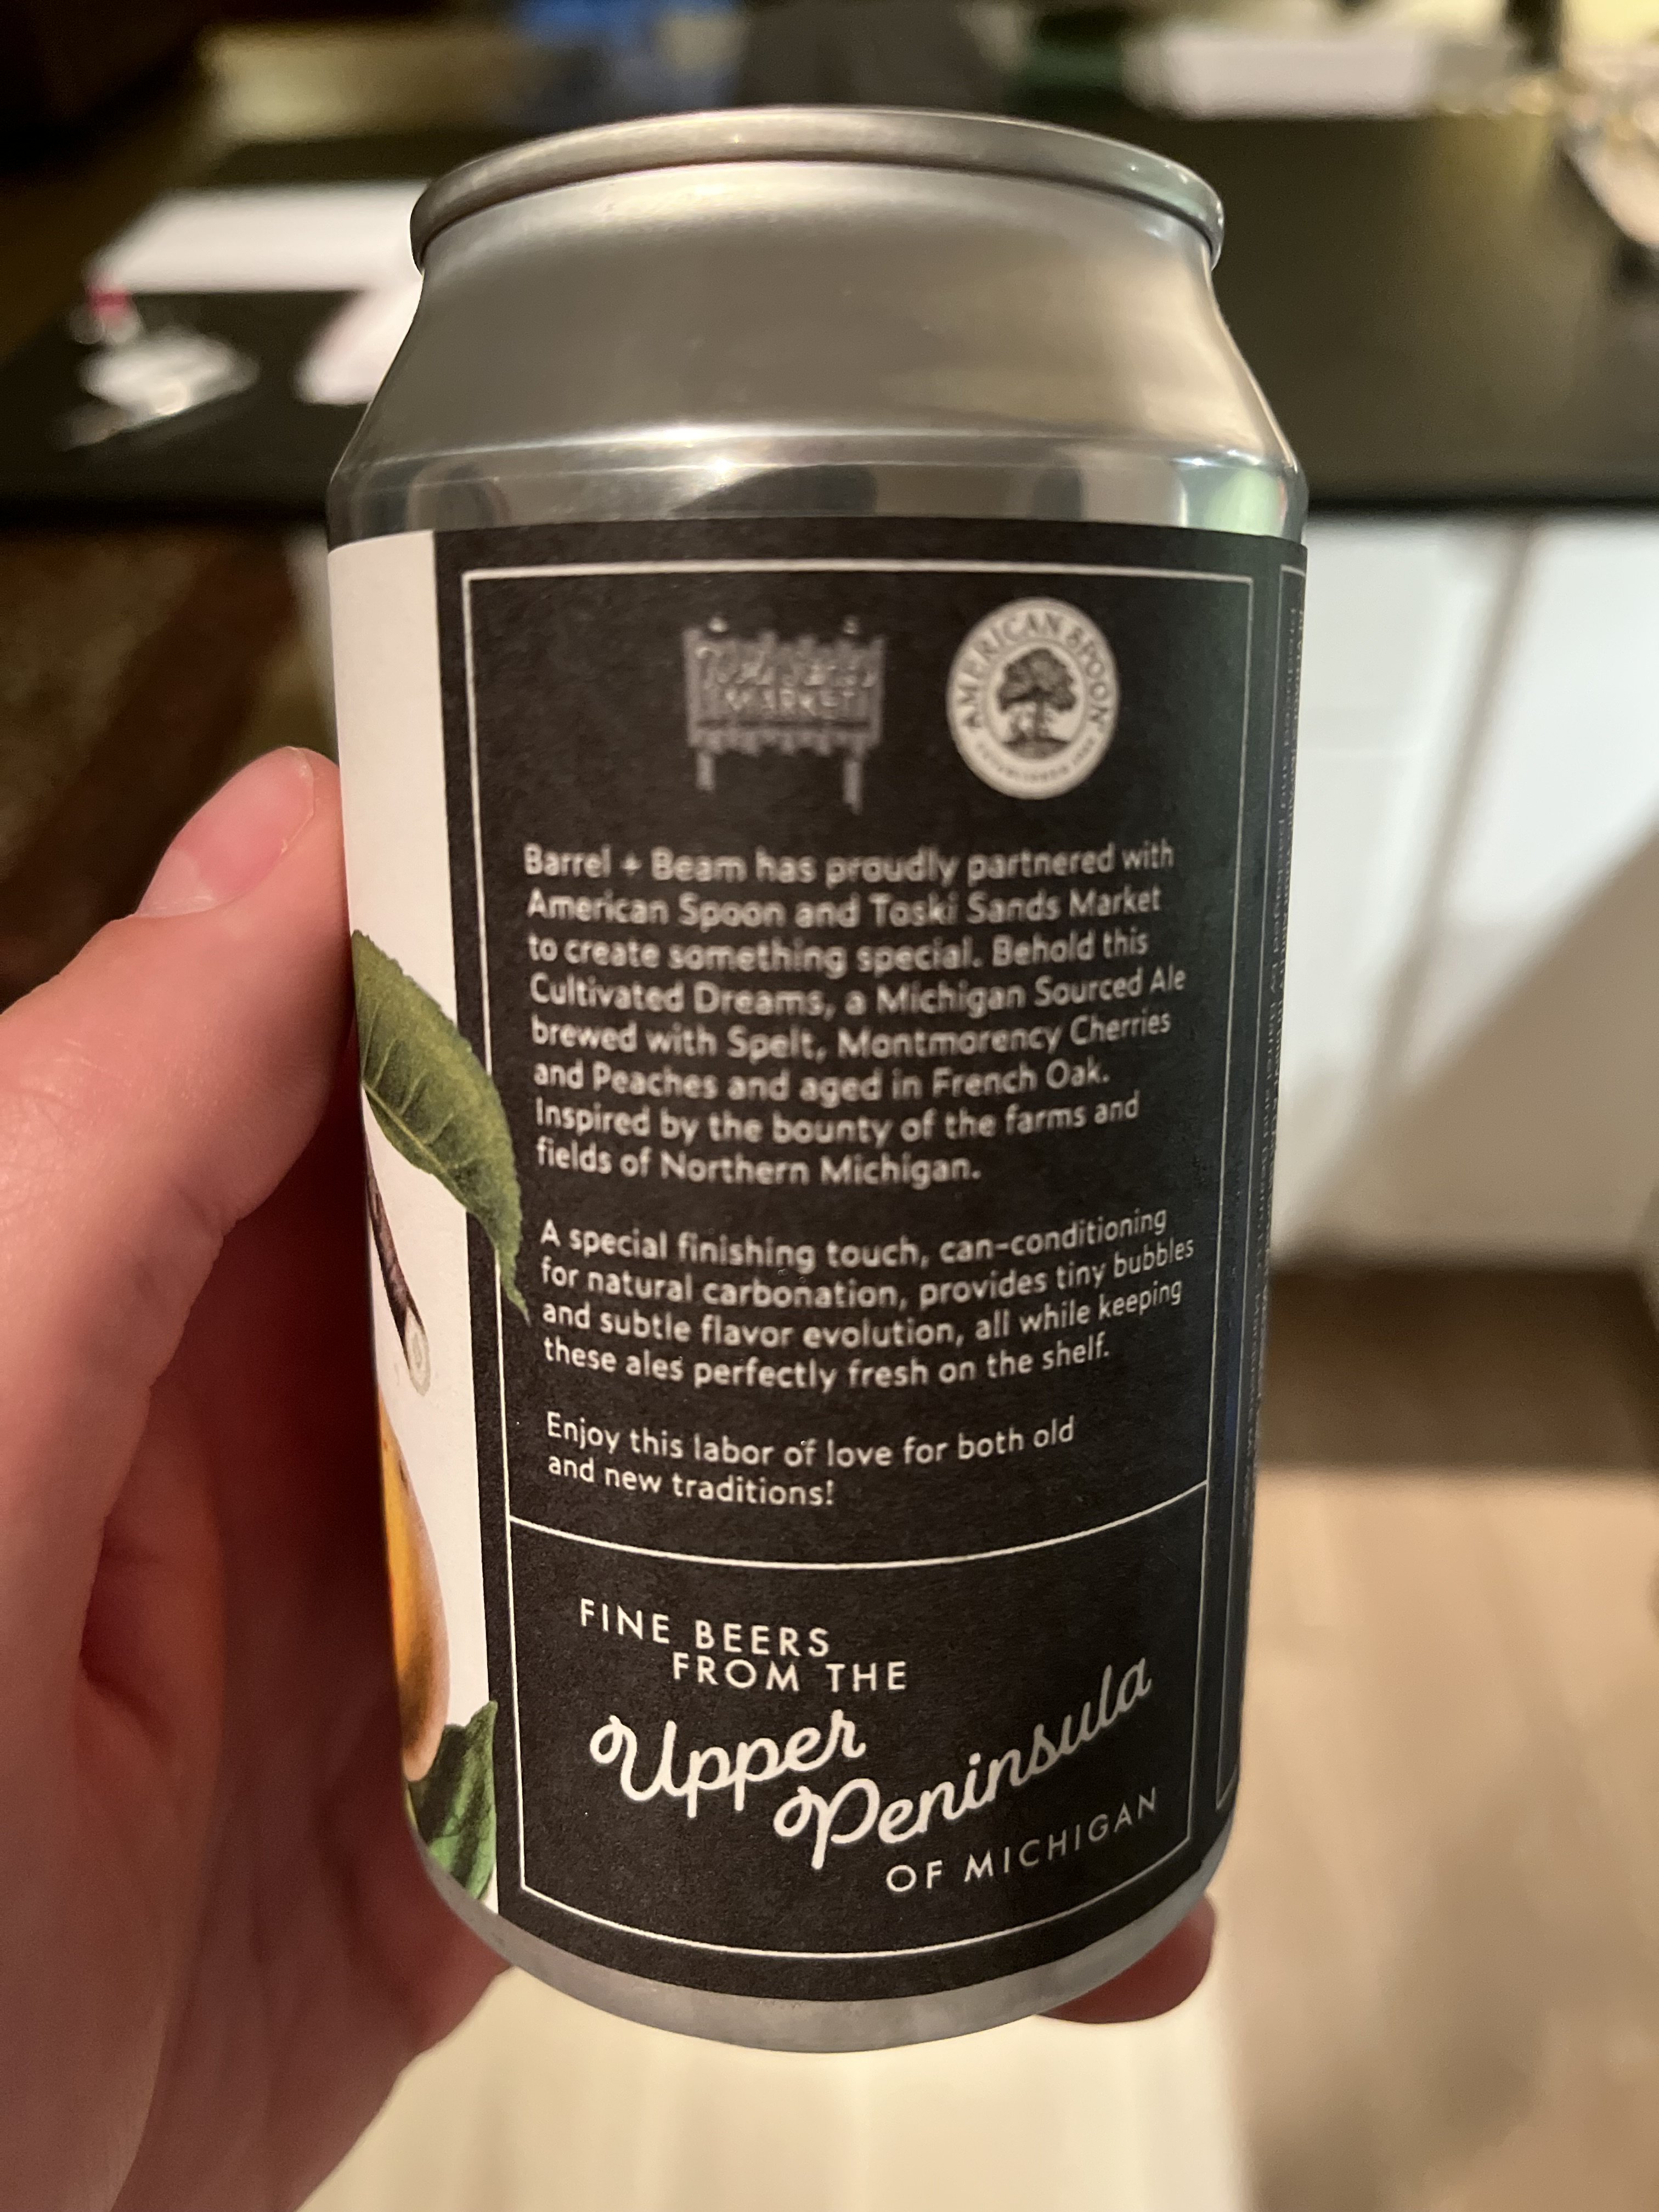 MARKET
AMERICAN SPOON
Barrel + Beam has proudly partnered with
American Spoon and Toski Sands Market
to create something special. Behold this
Cultivated Dreams, a Michigan Sourced Ale
brewed with Spelt, Montmorency Cherries
and Peaches and aged in French Oak.
Inspired by the bounty of the farms and
fields of Northern Michigan.
A special finishing touch, can-conditioning
for natural carbonation, provides tiny bubbles
and subtle flavor evolution, all while keeping
these ales perfectly fresh on the shelf.
Enjoy this labor of love for both old
and new traditions!
FINE BEERS
FROM THE
Upper
Peninsula
OF MICHIGAN